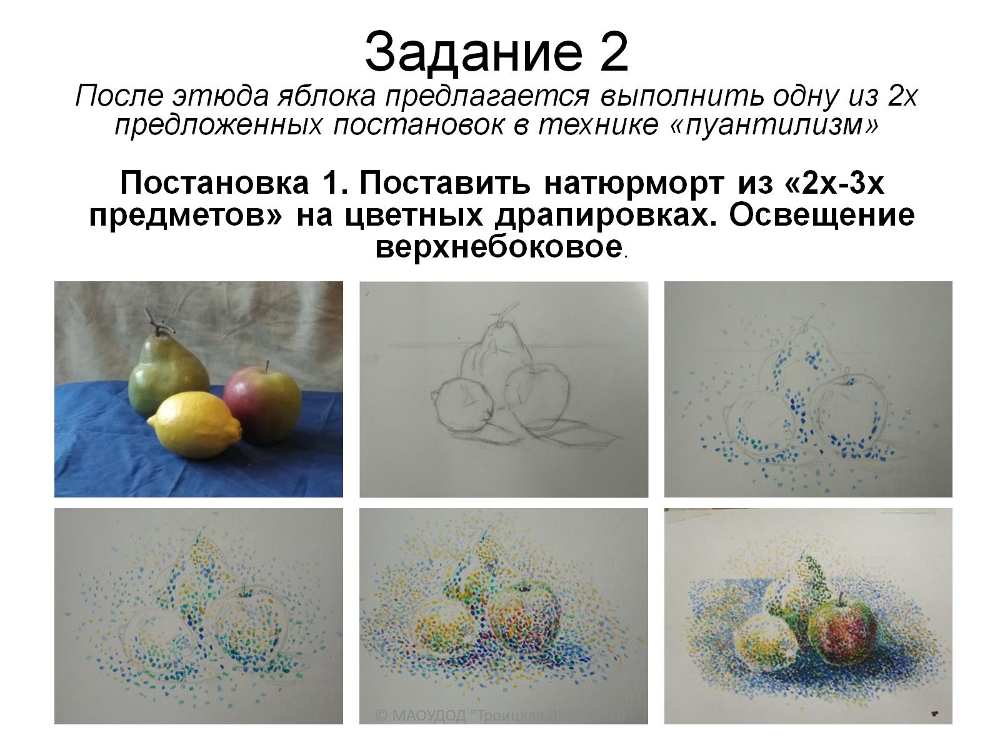 Задание 2
После этюда яблока предлагается выполнить одну из 2х
предложенных постановок в технике «пуантилизм»
Постановка 1. Поставить натюрморт из «2х-3х
предметов» на цветных драпировках. Освещение
верхнебоковое.
© МАОУДОД "Троицкая